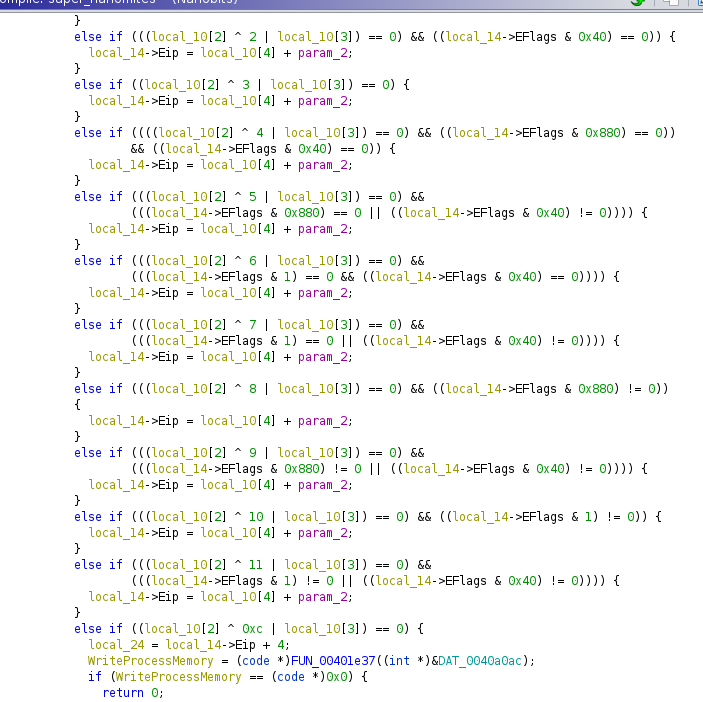 ompile: super_nanomites - (Nanobits)
}
else if (((local_10[2] ^ 2 | local_10[3]) == 0) && ((local_14->EFlags & 0x40) == 0)) {
local_14->Eip = local_10[4] + param_2;
}
else if ((local_10[2] ^ 3 | local_10[3]) == 0) {
local_14->Eip = local_10[4] + param_2;
}
else if ((((local_10[2] ^ 4 | local_10[3]) == 0) && ((local_14->EFlags & 0x880) == 0))
&& ((local_14->EFlags & 0x40) == 0)) {
local_14->Eip = local_10[4] + param_2;
}
else if (((local_10[2] ^ 5 | local_10[3]) == 0) &&
(((local_14->EFlags & 0x880) == 0 || ((local_14->EFlags & 0x40) != 0)))) {
local_14->Eip = local_10[4] + param_2;
}
else if (((local_10[2] ^ 6 | local_10[3]) == 0) &&
(((local_14->EFlags & 1) == 0 && ((local_14->EFlags & 0x40) == 0)))) {
local_14->Eip = local_10[4] + param_2;
}
else if (((local_10[2] ^ 7 | local_10[3]) == 0) &&
(((local_14->EFlags & 1) == 0 || ((local_14->EFlags & 0x40) != 0)))) {
local_14->Eip = local_10[4] + param_2;
}
else if (((local_10[2] ^ 8 | local_10[3]) == 0) && ((local_14->EFlags & 0x880) != 0))
{
local_14->Eip = local_10[4] + param_2;
}
else if (((local_10[2] ^ 9 | local_10[3]) == 0) &&
(((local_14->EFlags & 0x880) != 0 || ((local_14->EFlags & 0x40) != 0)))) {
local_14->Eip = local_10[4] + param_2;
}
else if (((local_10[2] ^ 10 | local_10[3]) == 0) && ((local_14->EFlags & 1) != 0)) {
local_14->Eip = local_10[4] + param_2;
}
else if (((local_10[2] ^ 11 | local_10[3]) == 0) &&
(((local_14->EFlags & 1) != 0 || ((local_14->EFlags & 0x40) != 0)))) {
local_14->Eip = local_10[4] + param_2;
}
else if ((local_10[2] ^ 0xc | local_10[3]) == 0) {
local_24 = local_14->Eip + 4;
WriteProcessMemory = (code *)FUN_00401e37((int *)&DAT_0040a0ac);
if (WriteProcessMemory == (code *)0x0) {
return 0;